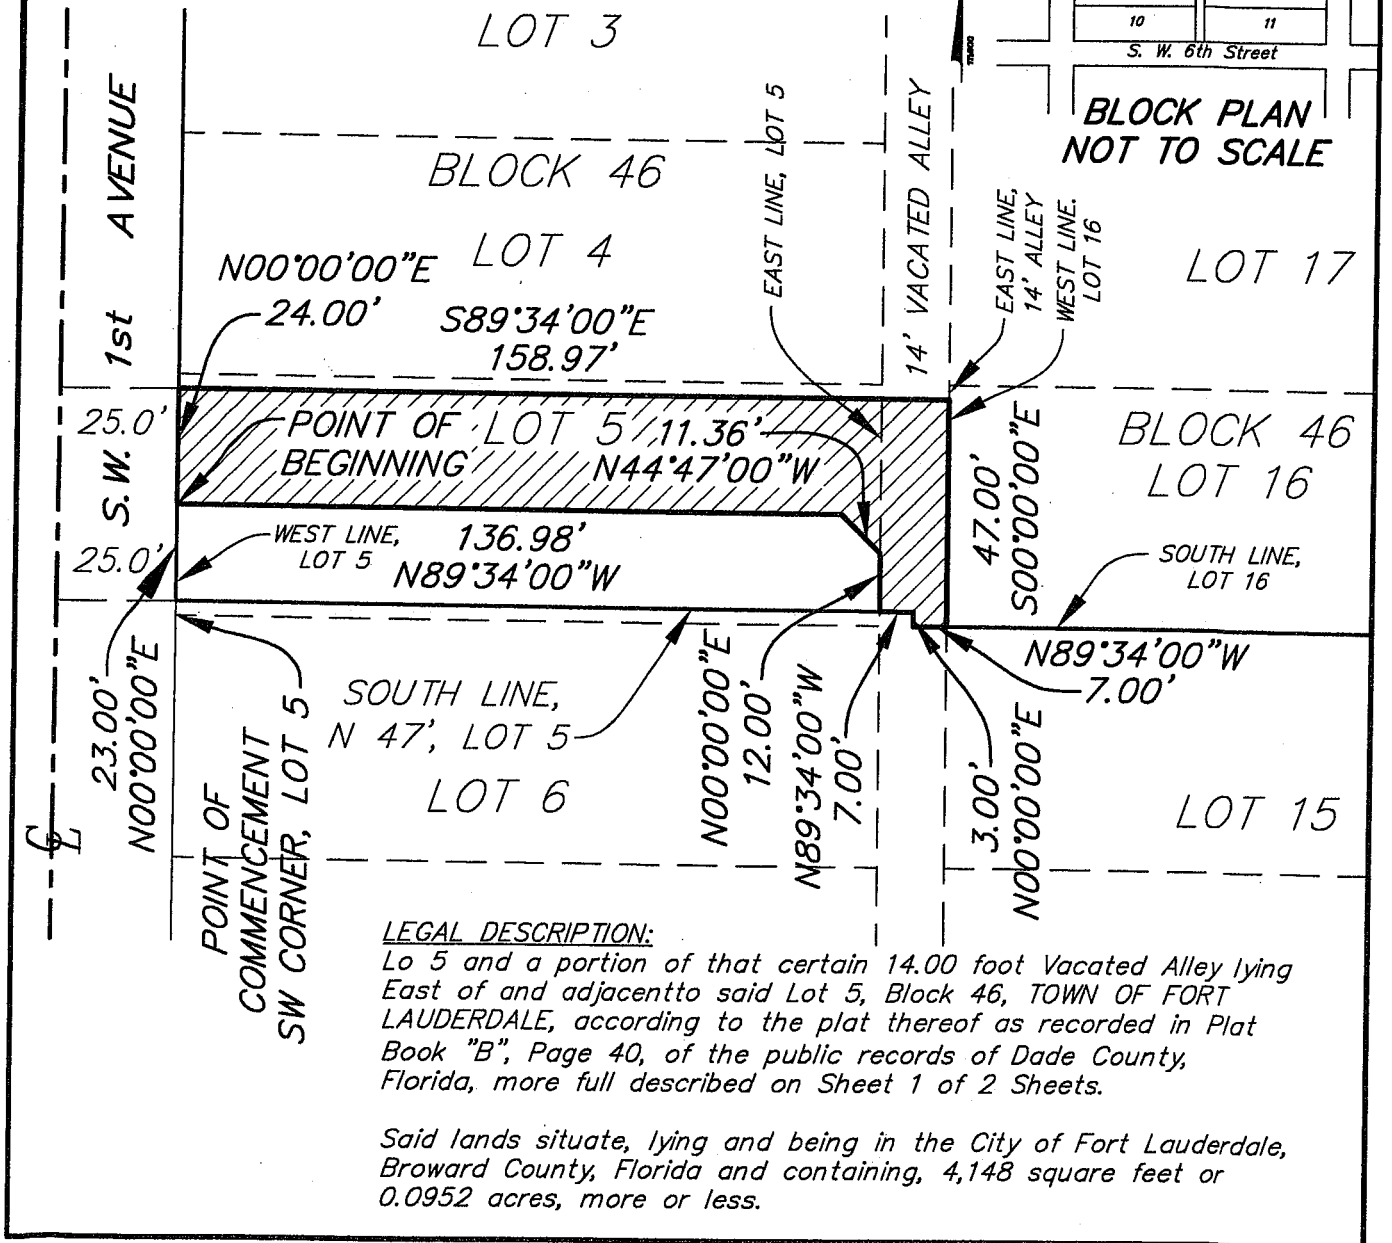 LOT 3
10
11
S. W. 6th Street
BLOCK PLAN
NOT TO SCALE
S.W. 1st AVENUE
BLOCK 46
LOT 4
N00°00'00"E
24.00'
S89°34'00"E
158.97'
EAST LINE, LOT 5
14' VACATED ALLEY
EAST LINE,
14' ALLEY
WEST LINE.
LOT 16
LOT 17
25.0'
POINT OF
BEGINNING
LOT 5
11.36'
N44°47'00"W
47.00'
S00°00'00"E
BLOCK 46
LOT 16
25.0'
WEST LINE,
LOT 5
136.98'
N89°34'00"W
SOUTH LINE,
LOT 16
23.00'
N00°00'00"E
POINT OF
COMMENCEMENT
SW CORNER, LOT 5
SOUTH LINE,
N 47', LOT 5
LOT 6
N00°00'00"E
12.00'
N89°34'00"W
7.00'
3.00'
N00°00'00"E
N89°34'00"W
7.00'
LOT 15
CL
LEGAL DESCRIPTION:
Lo 5 and a portion of that certain 14.00 foot Vacated Alley lying
East of and adjacentto said Lot 5, Block 46, TOWN OF FORT
LAUDERDALE, according to the plat thereof as recorded in Plat
Book "B", Page 40, of the public records of Dade County,
Florida, more full described on Sheet 1 of 2 Sheets.
Said lands situate, lying and being in the City of Fort Lauderdale,
Broward County, Florida and containing, 4,148 square feet or
0.0952 acres, more or less.